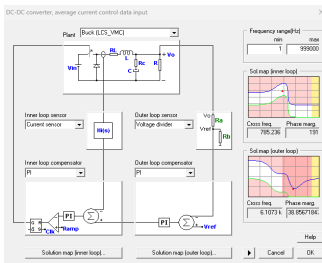 DC-DC converter, average current control data input
Plant Buck (LCS_VMC)
Frequency range(Hz)
min max
1 999000
RL L +Vo
Vin Rc R
C
Sol map (inner loop)
Cross freq. Phase marg.
785.236 191
Inner loop sensor
Current sensor
Outer loop sensor
Voltage divider
Hi(s)
Vo Ra
Vref Rb
Sol map (outer loop)
Cross freq. Phase marg.
6.1073 k 38.8567184
Inner loop compensator
PI
Outer loop compensator
PI
PI Σ
Clk Ramp
PI Σ
+Vref
Help
Solution map (inner loop)...
Solution map (outer loop)...
Cancel OK